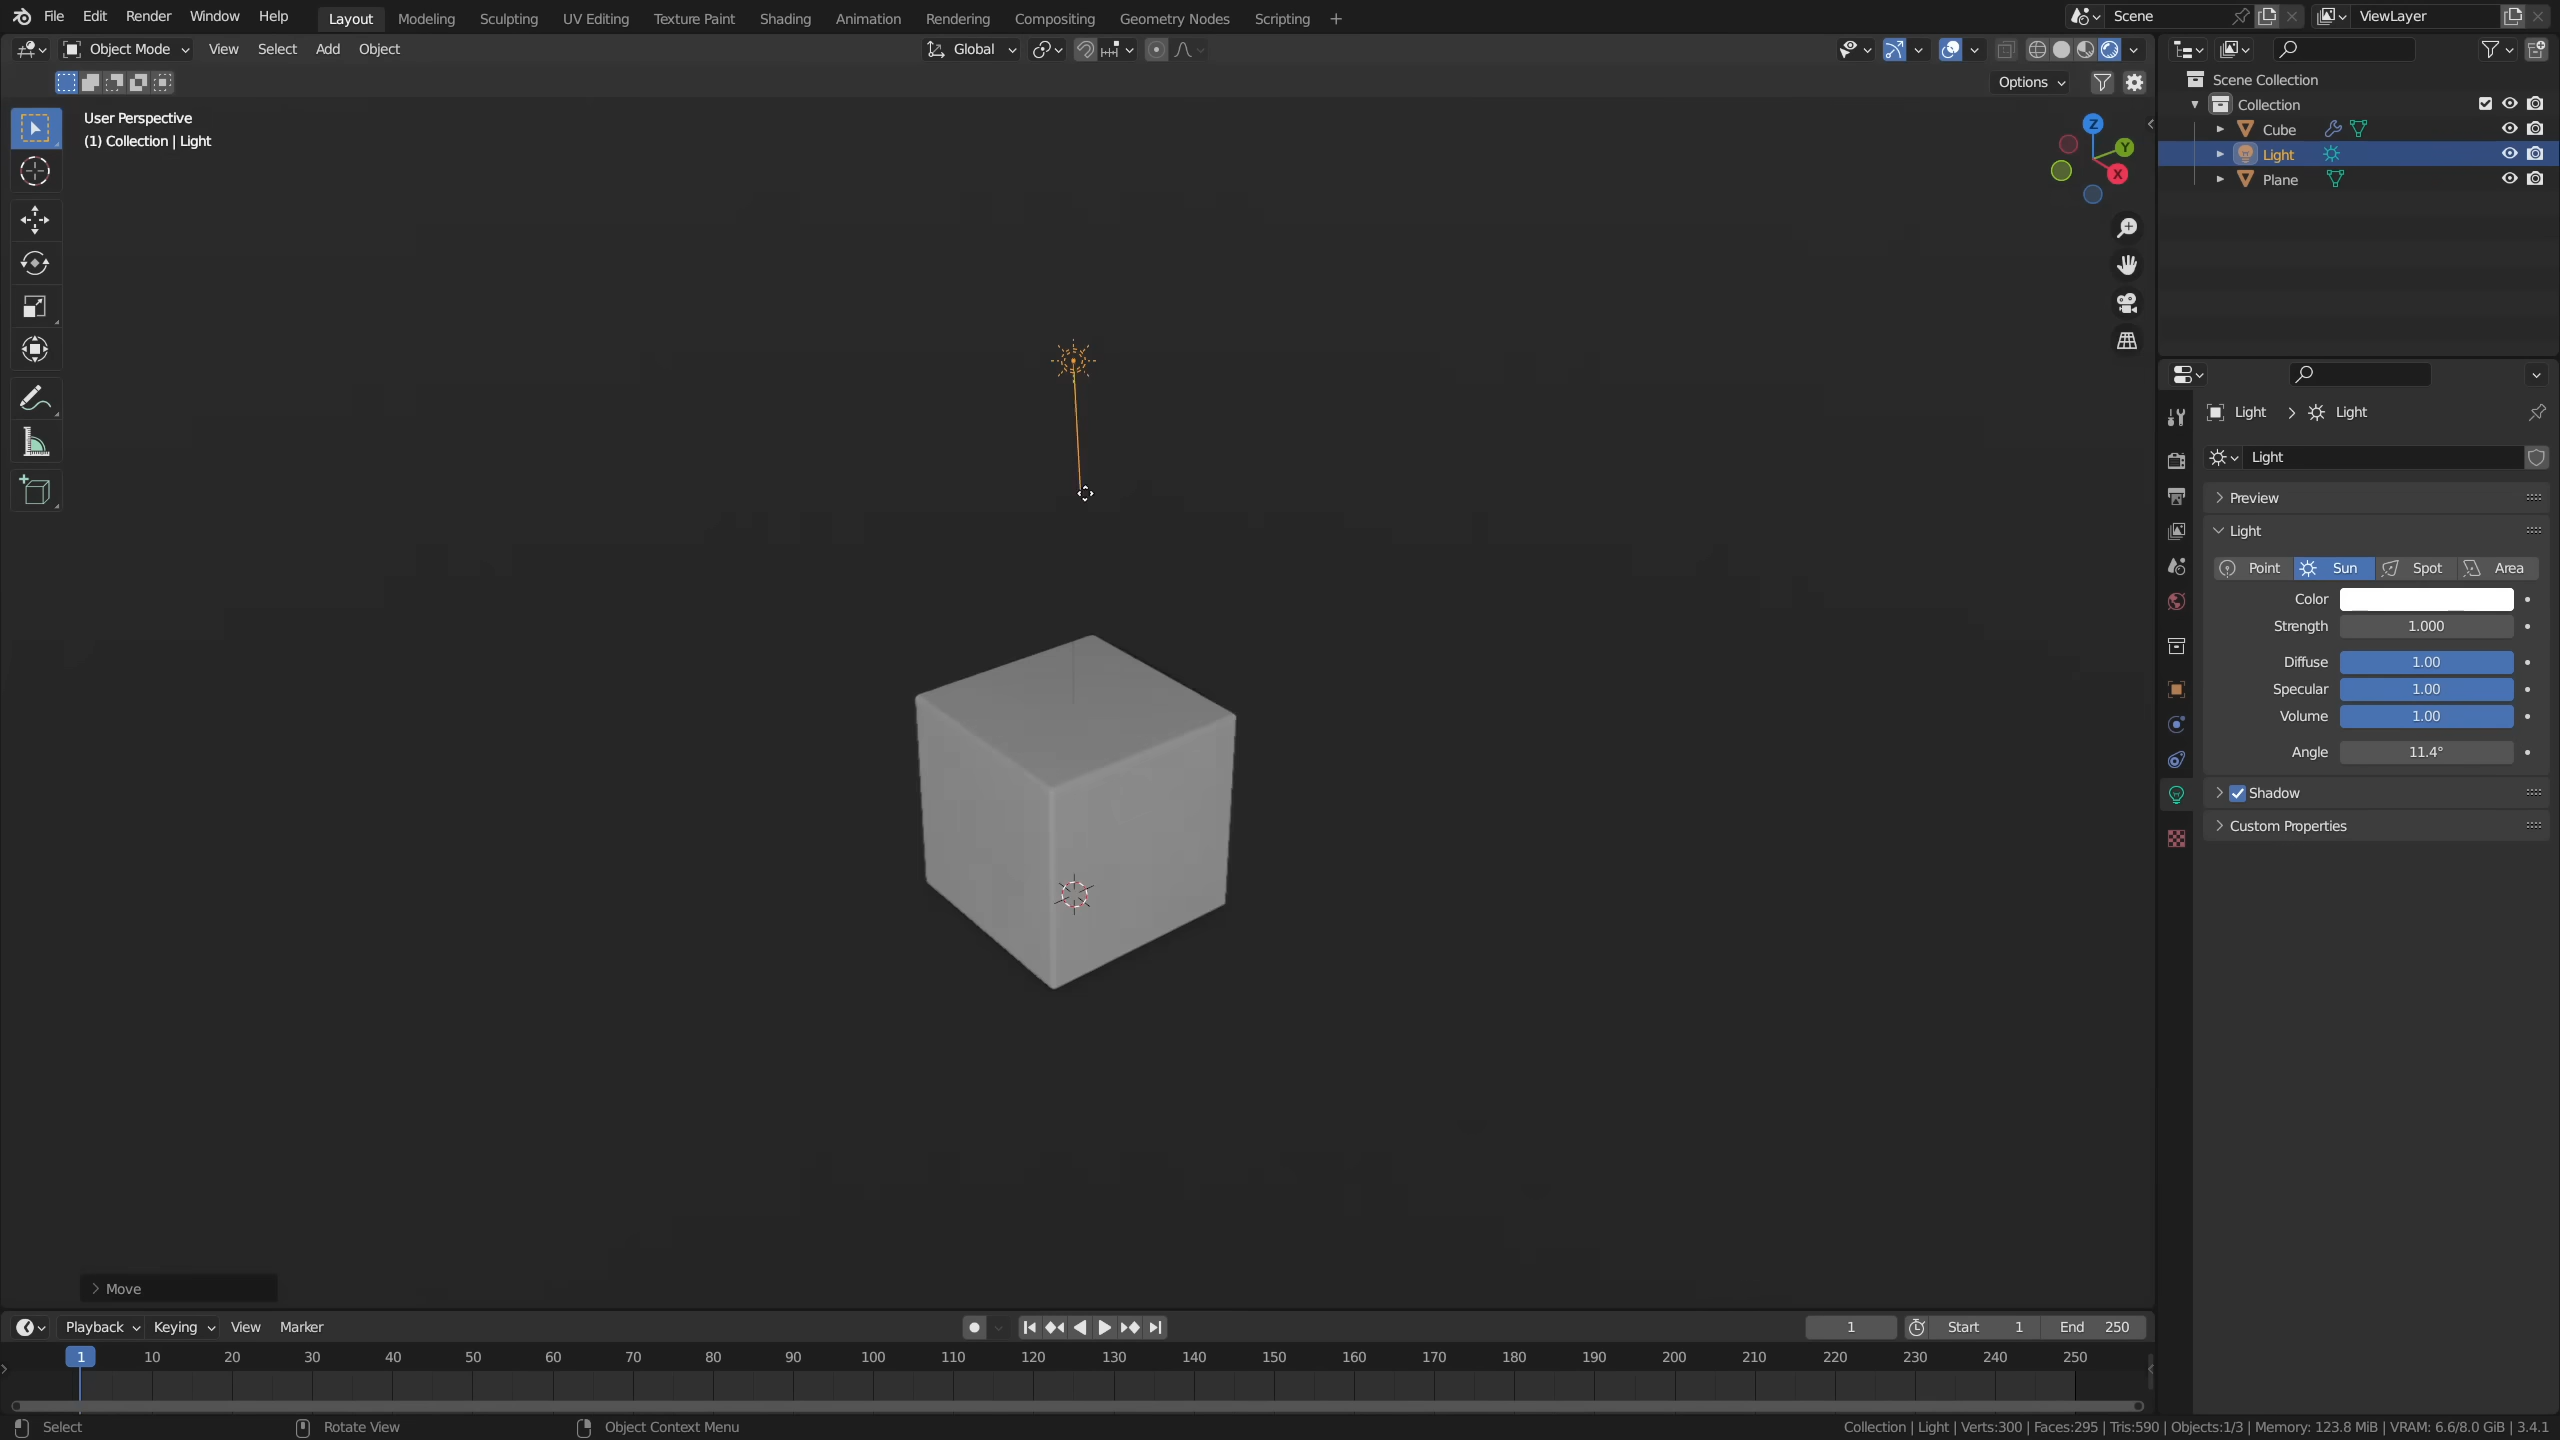 File Edit Render Window Help Layout Modeling Sculpting UV Editing Texture Paint Shading Animation Rendering Compositing Geometry Nodes Scripting + Scene ViewLayer
Object Mode View Select Add Object Global
Options
User Perspective
(1) Collection | Light
Z
Y
X
Scene Collection
Collection
Cube
Light
Plane
Light > Light
Light
Preview
Light
Point Sun Spot Area
Color
Strength 1.000
Diffuse 1.00
Specular 1.00
Volume 1.00
Angle 11.4°
Shadow
Custom Properties
Move
Playback Keying View Marker 1 Start 1 End 250
1 10 20 30 40 50 60 70 80 90 100 110 120 130 140 150 160 170 180 190 200 210 220 230 240 250
Select Rotate View Object Context Menu Collection | Light | Verts:300 | Faces:295 | Tris:590 | Objects:1/3 | Memory: 123.8 MiB | VRAM: 6.6/8.0 GiB | 3.4.1